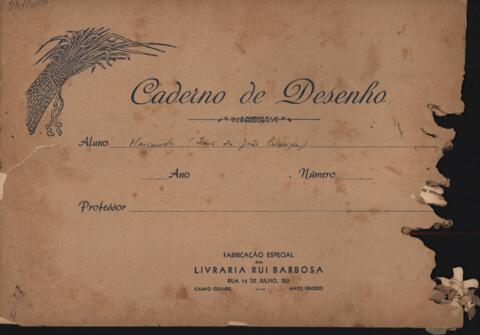 Caderno de Desenho
Aluno
Ano Número
Professor
FABRICAÇÃO ESPECIAL
DA
LIVRARIA RUI BARBOSA
RUA 14 DE JULHO,
CAMPO GRANDE MATO GROSSO